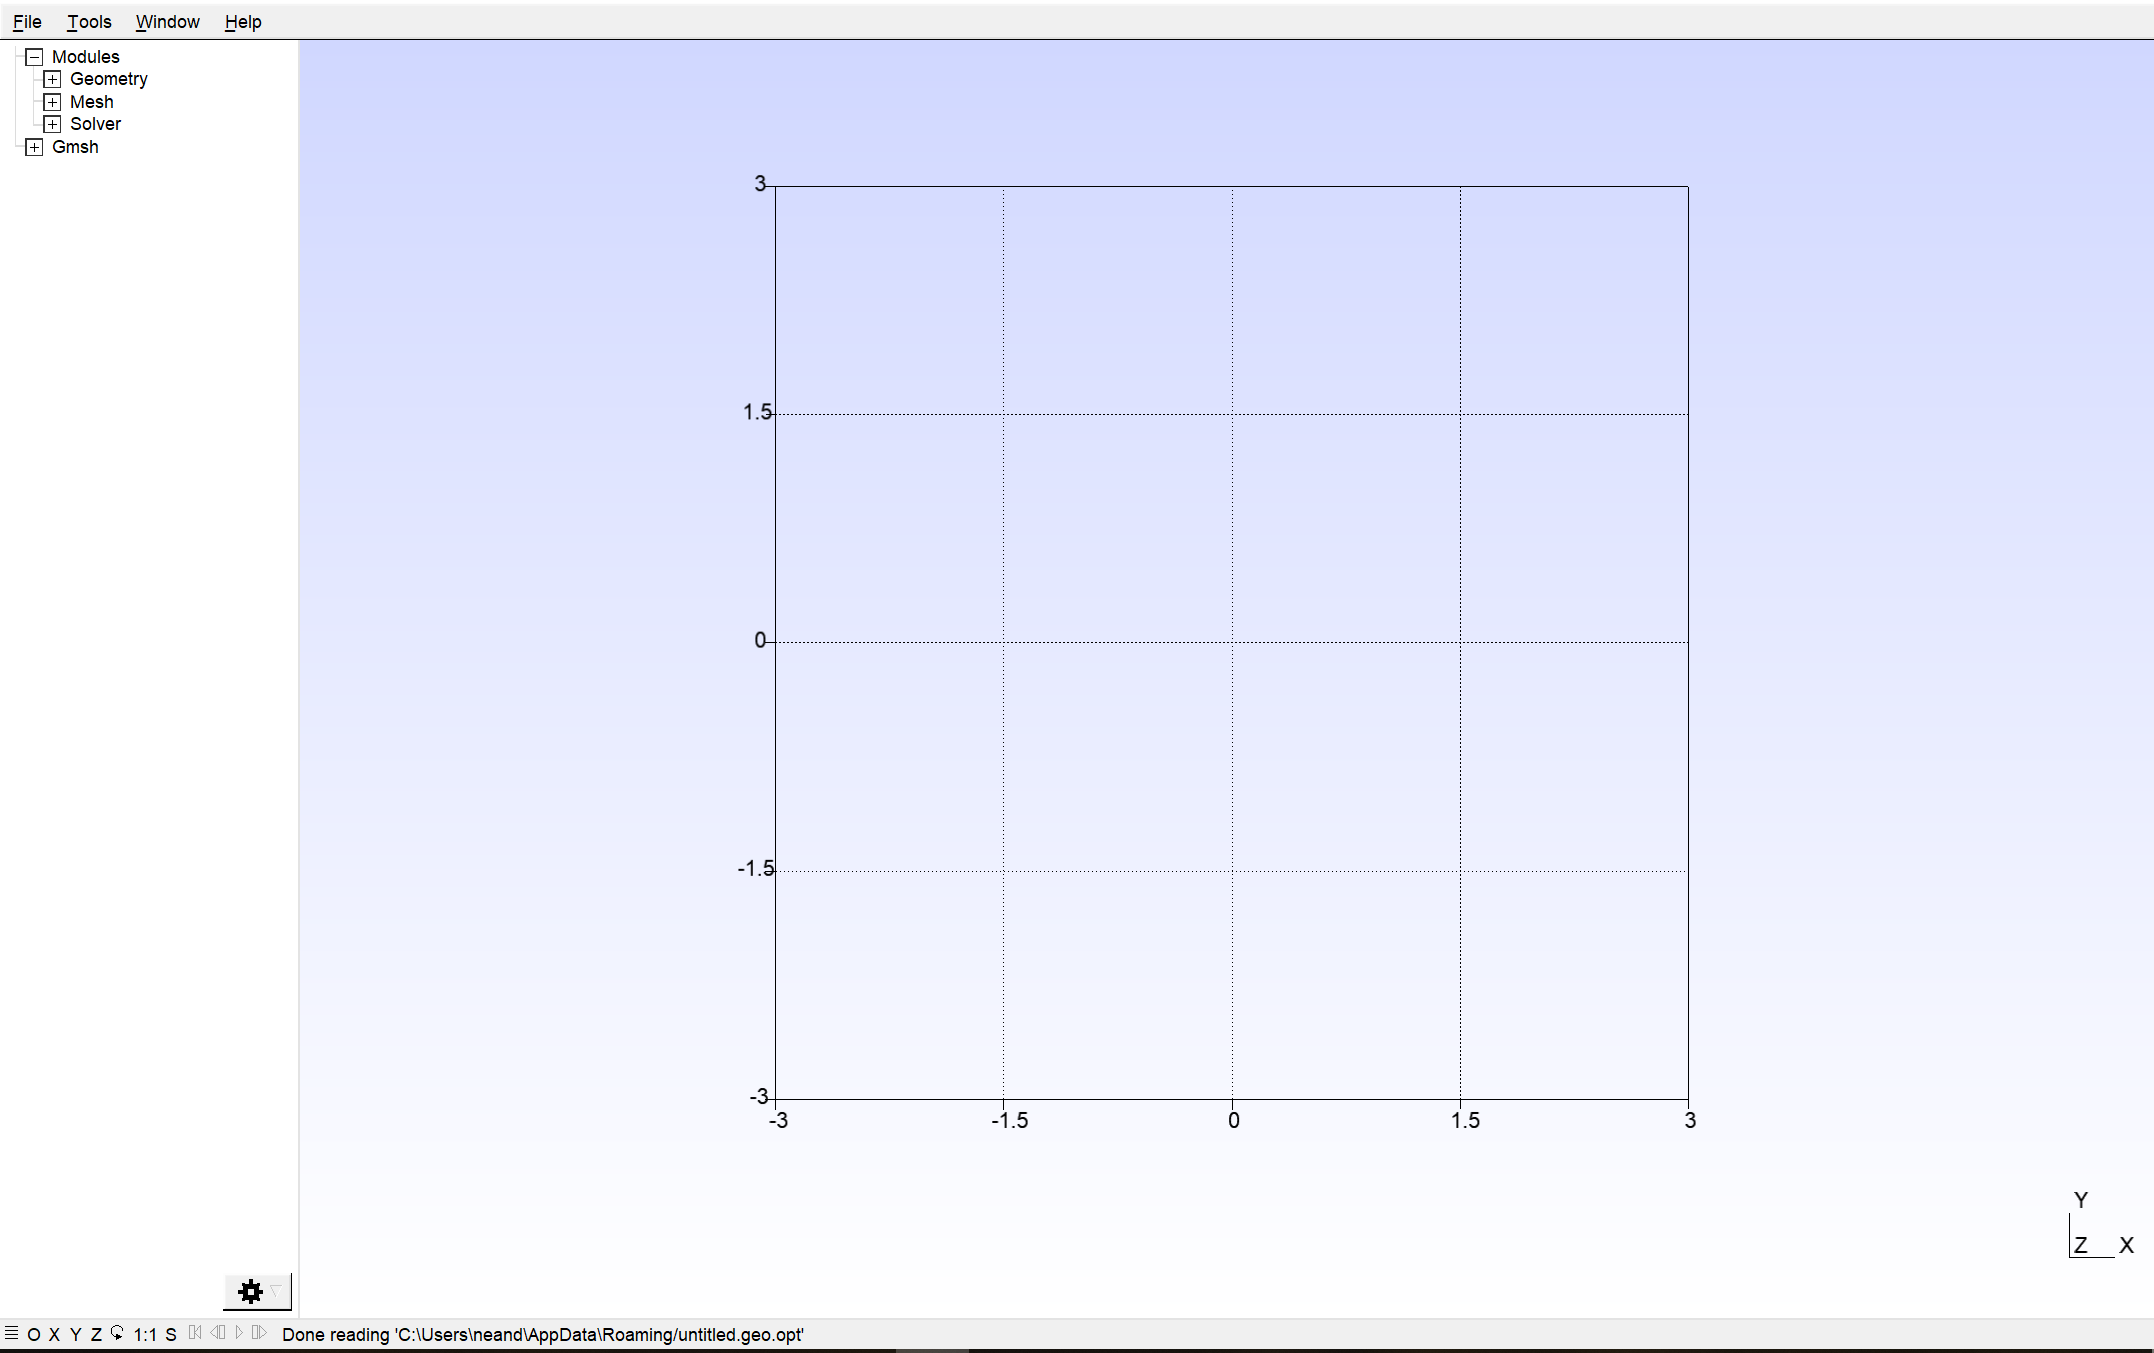 File Tools Window Help
Modules
Geometry
Mesh
Solver
Gmsh
3
1.5
0
-1.5
-3
-3 -1.5 0 1.5 3
Y
Z X
O X Y Z 1:1 S Done reading 'C:\Users\neand\AppData\Roaming/untitled.geo.opt'